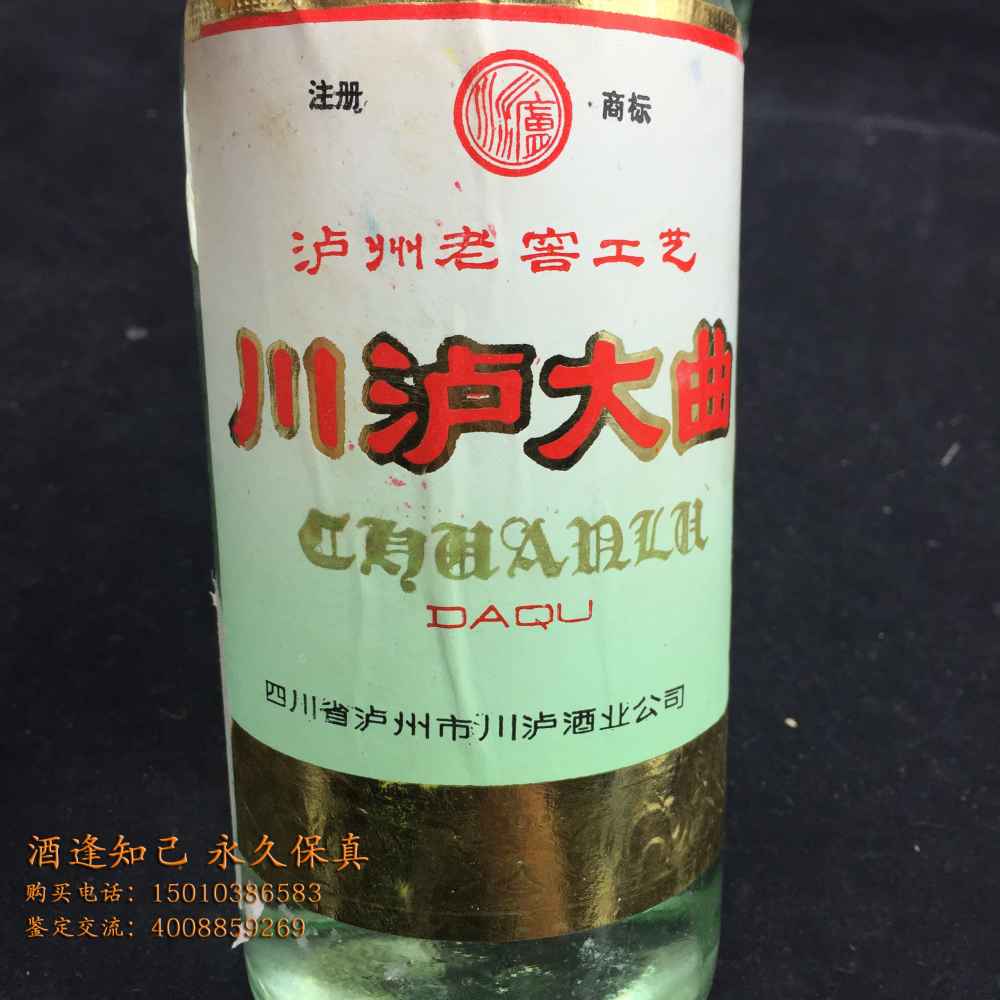 注册 商标
泸州老窖工艺
川泸大曲
CHUANLU
DAQU
四川省泸州市川泸酒业公司
酒逢知己 永久保真
购买电话：15010386583
鉴定交流：4008859269